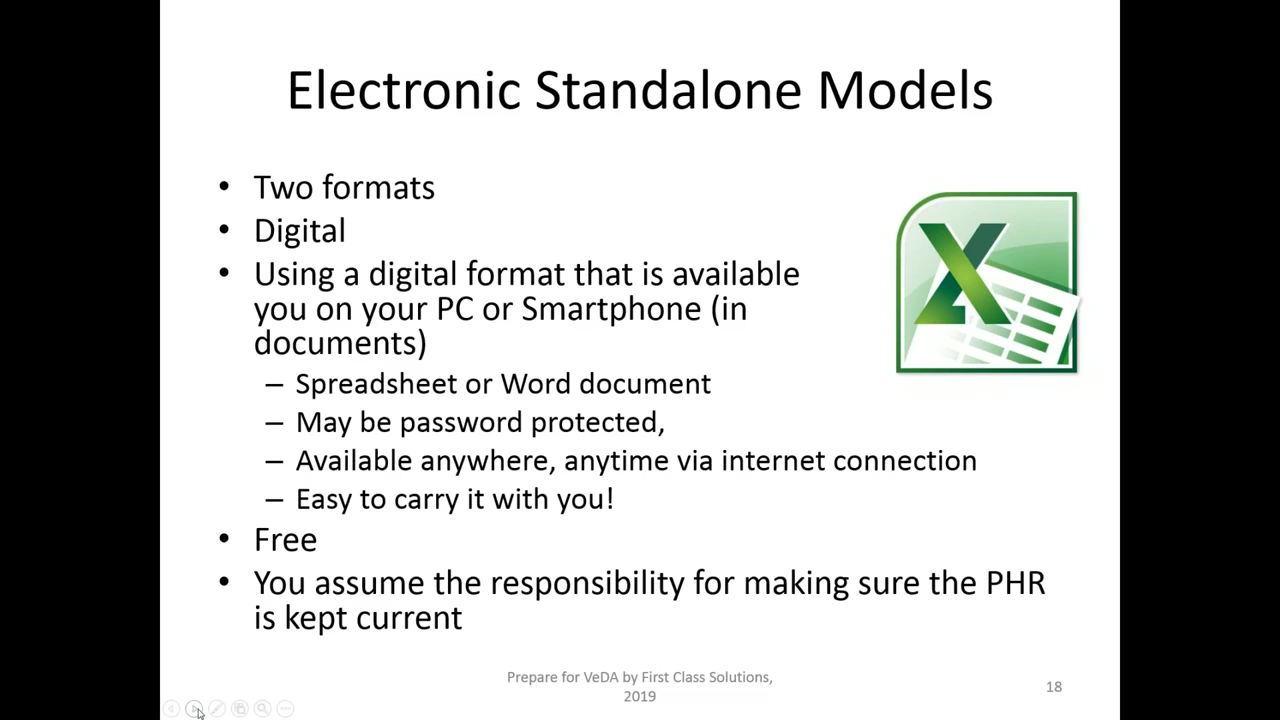 Electronic Standalone Models
• Two formats
• Digital
• Using a digital format that is available
you on your PC or Smartphone (in
documents)
– Spreadsheet or Word document
– May be password protected,
– Available anywhere, anytime via internet connection
– Easy to carry it with you!
• Free
• You assume the responsibility for making sure the PHR
is kept current
Prepare for VeDA by First Class Solutions,
2019
18